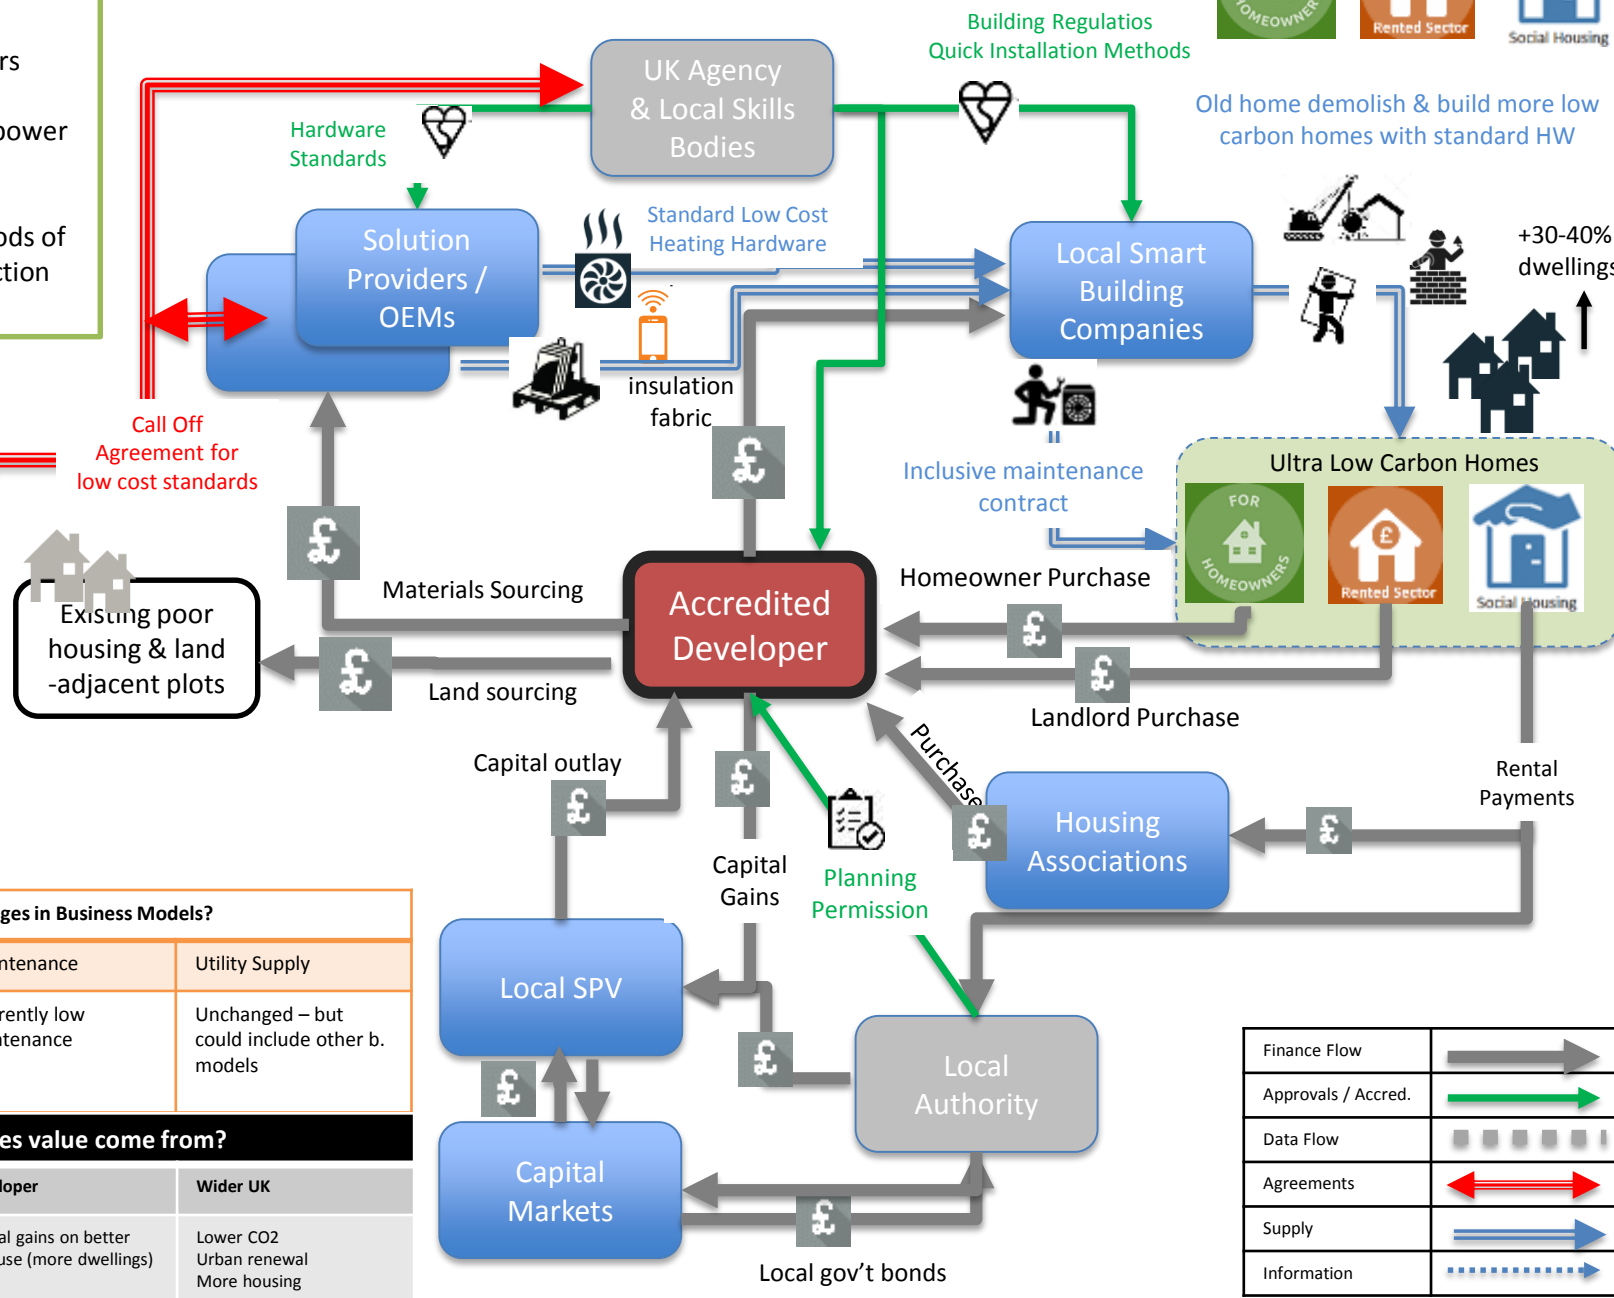 rs
power
ods of
ction
Building Regulatios
Quick Installation Methods
HOMEOWNER
Rented Sector
Social Housing
UK Agency
& Local Skills
Bodies
Hardware
Standards
Old home demolish & build more low
carbon homes with standard HW
Solution
Providers /
OEMs
Standard Low Cost
Heating Hardware
Local Smart
Building
Companies
+30-40%
dwellings
insulation
fabric
Call Off
Agreement for
low cost standards
£
£
Inclusive maintenance
contract
Ultra Low Carbon Homes
FOR
HOMEOWNERS
£
Rented Sector
Social Housing
Existing poor
housing & land
-adjacent plots
Materials Sourcing
£
Land sourcing
Accredited
Developer
Homeowner Purchase
£
£
Landlord Purchase
Capital outlay
£
£
Purchase
£
Housing
Associations
£
Rental
Payments
Capital
Gains
Planning
Permission
Local SPV
£
£
Local
Authority
Capital
Markets
£
Local gov't bonds
ges in Business Models?
ntenance
Utility Supply
rently low
ntenance
Unchanged – but
could include other b.
models
es value come from?
loper
Wider UK
al gains on better
use (more dwellings)
Lower CO2
Urban renewal
More housing
Finance Flow
Approvals / Accred.
Data Flow
Agreements
Supply
Information